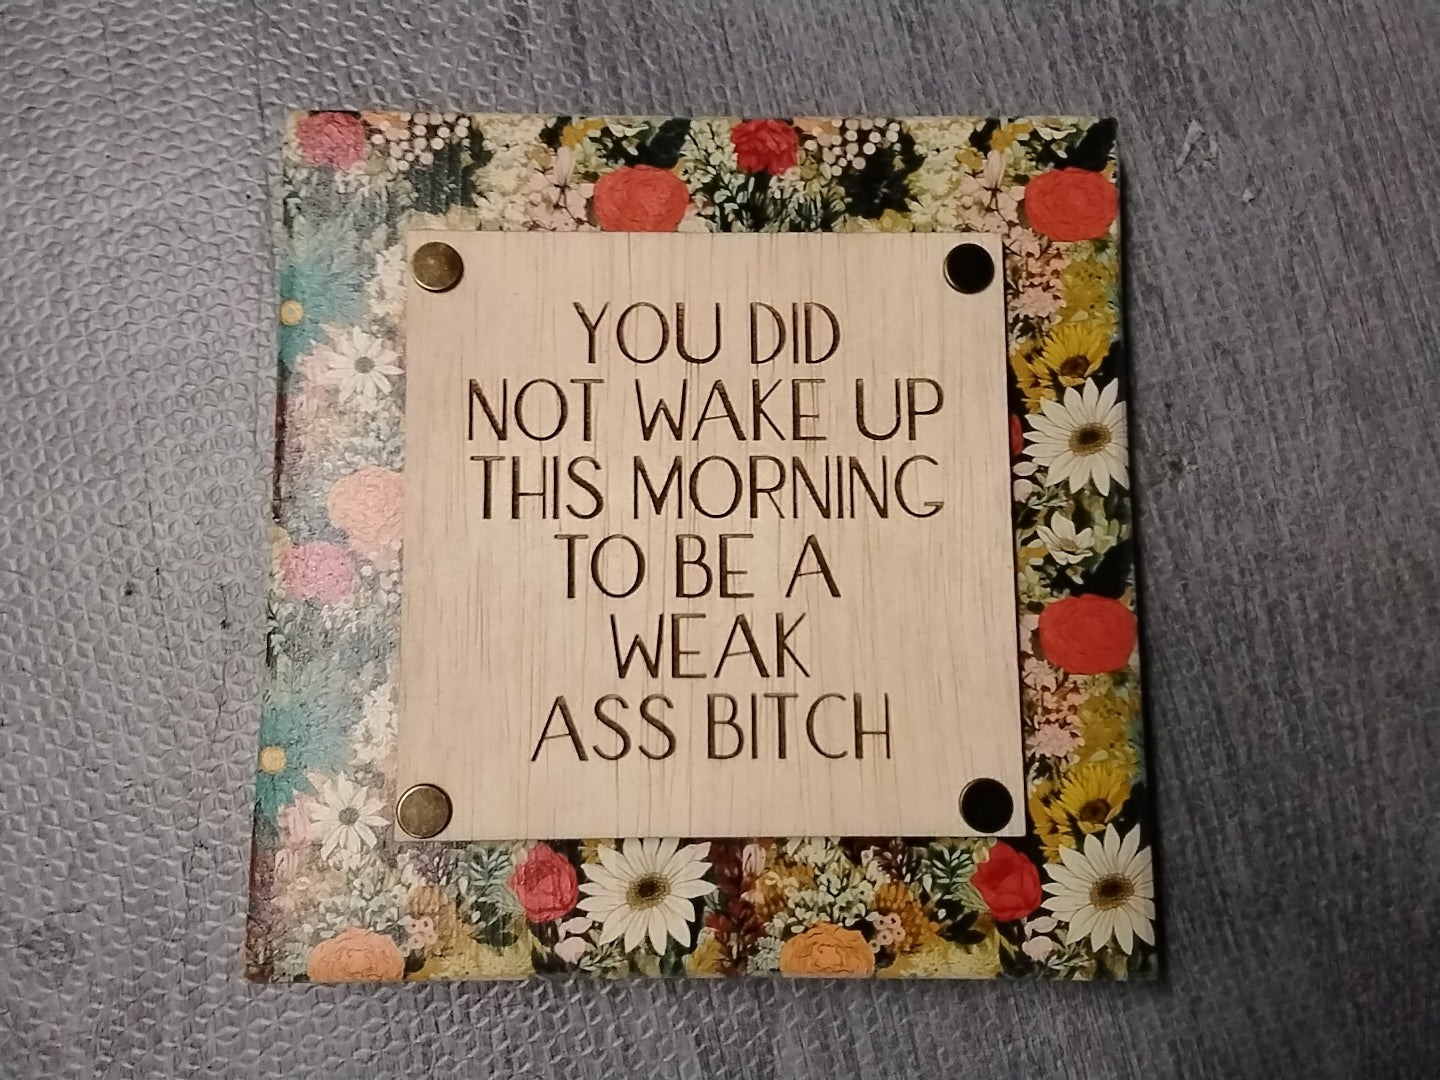 YOU DID
NOT WAKE UP
THIS MORNING
TO BE A
WEAK
ASS BITCH